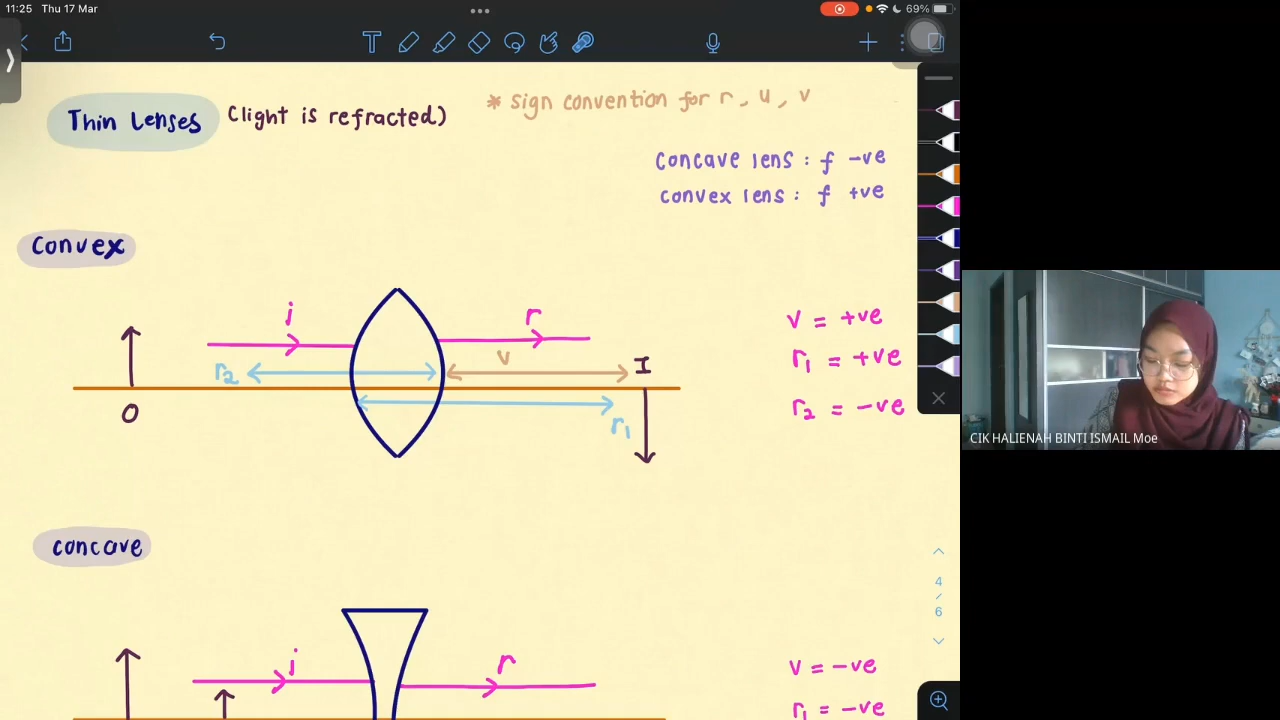 11:25 Thu 17 Mar
69%
Thin Lenses (light is refracted)
* sign convention for r, u, v
concave lens : f -ve
convex lens : f +ve
convex
i
r
v = +ve
r2
v
I
r1 = +ve
O
r1
r2 = -ve
CIK HALIENAH BINTI ISMAIL Moe
concave
4
/
6
i
r
v = -ve
r1 = -ve